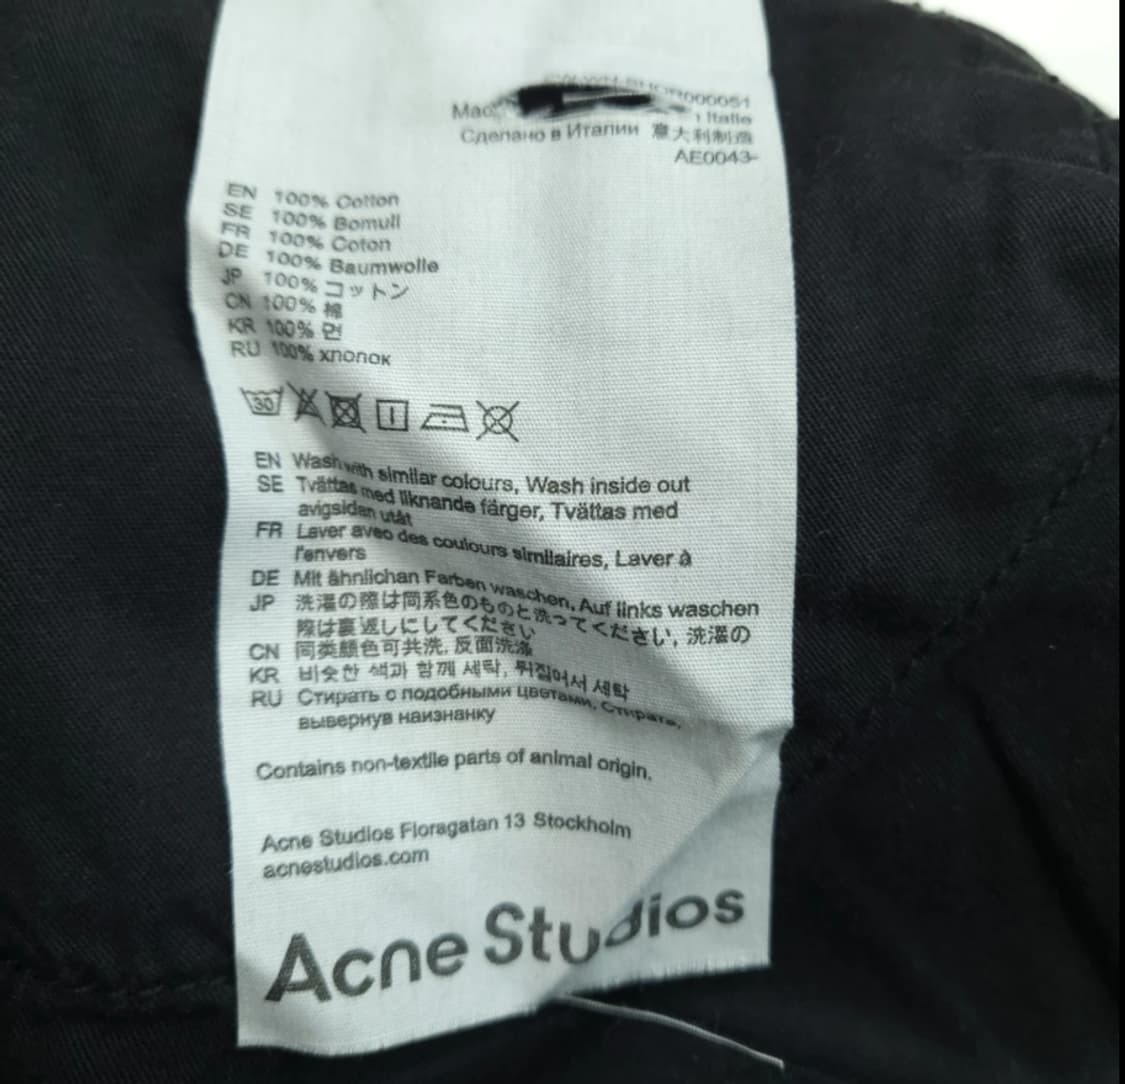 000051
Italie
Сделано в Италии 意大利制造
AE0043-
EN 100% Cotton
SE 100% Bomull
FR 100% Coton
DE 100% Baumwolle
JP 100% コットン
CN 100% 棉
KR 100% 면
RU 100% хлопок
30
EN Wash with similar colours, Wash inside out
SE Tvättas med liknande färger, Tvättas med
avigsidan utåt
FR Laver avec des coulours similaires, Laver à
l'envers
DE Mit ähnlichan Farben waschen, Auf links waschen
JP 洗濯の際は同系色のものと洗ってください, 洗濯の
際は裏返しにしてください
CN 同类颜色可共洗, 反面洗涤
KR 비슷한 색과 함께 세탁, 뒤집어서 세탁
RU Стирать с подобными цветами, Стирать,
вывернув наизнанку
Contains non-textile parts of animal origin.
Acne Studios Floragatan 13 Stockholm
acnestudios.com
Acne Studios